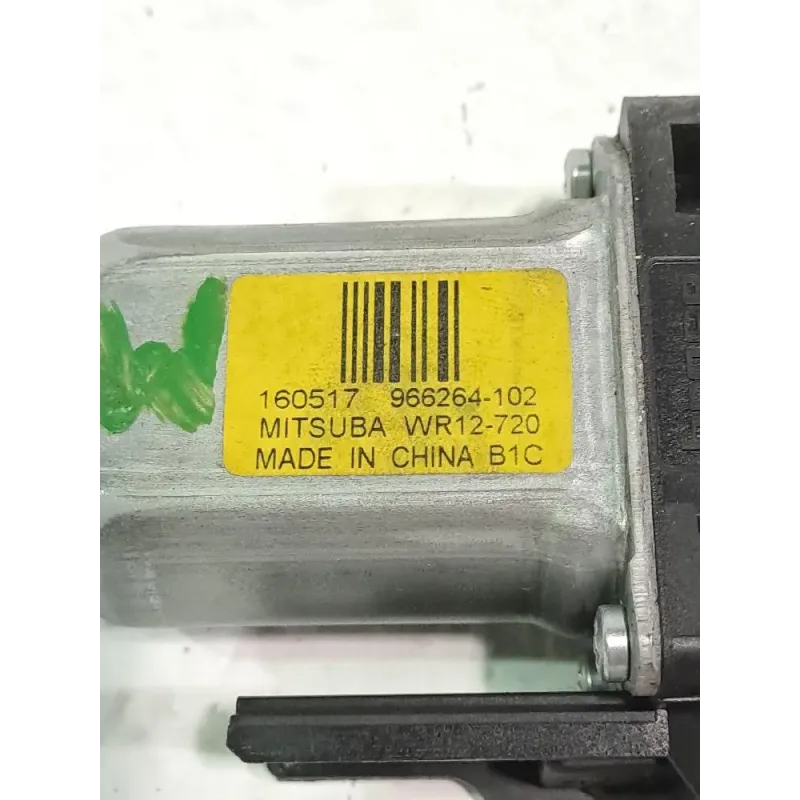 160517 966264-102
MITSUBA WR12-720
MADE IN CHINA B1C